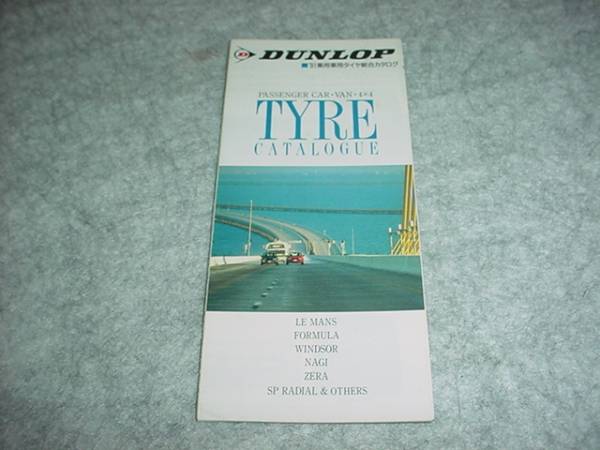 D DUNLOP
■'91乗用車用タイヤ総合カタログ
PASSENGER CAR・VAN・4×4
TYRE
CATALOGUE
LE MANS
FORMULA
WINDSOR
NAGI
ZERA
SP RADIAL & OTHERS